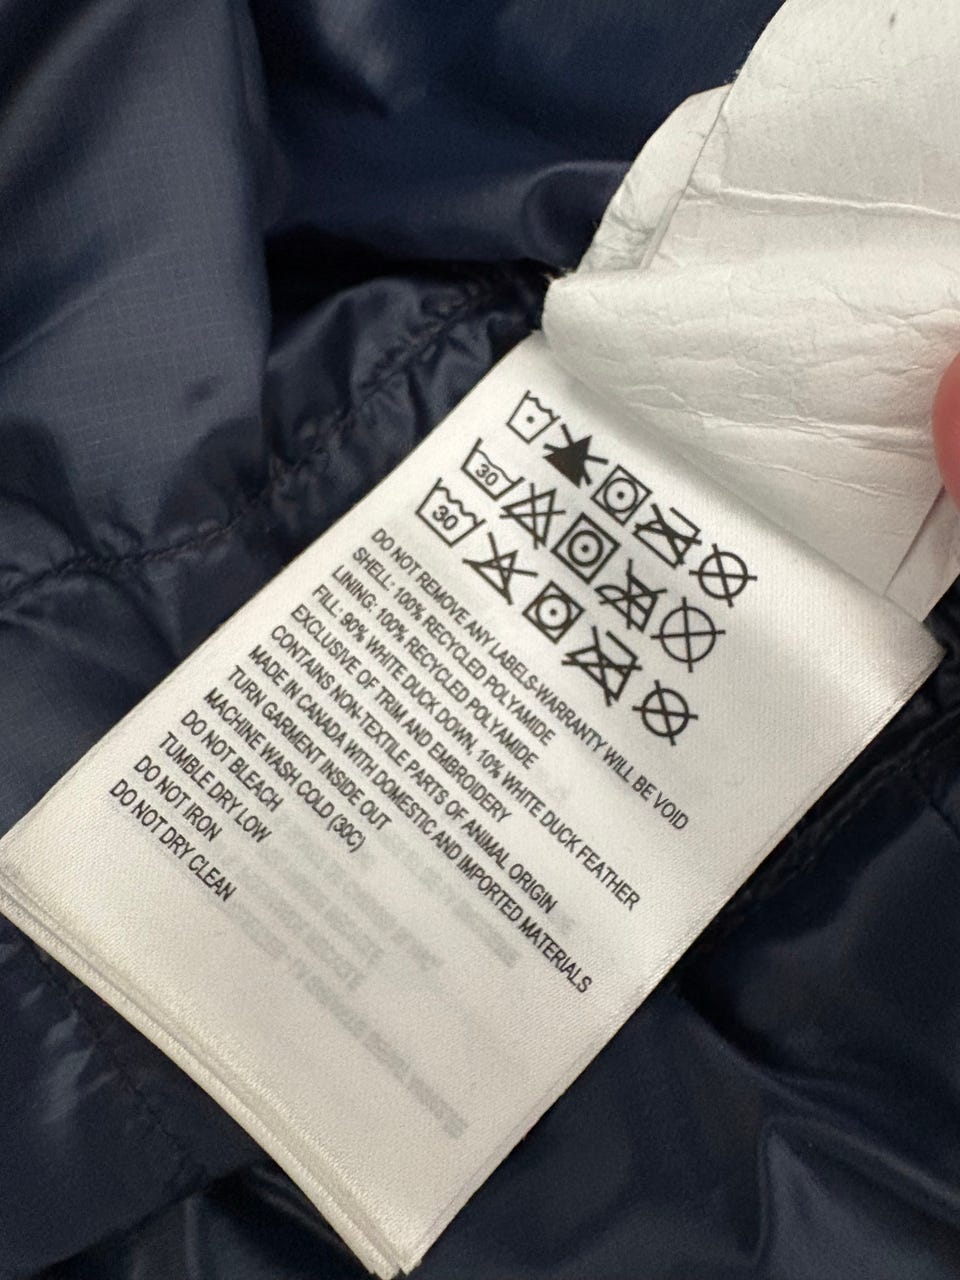 30
30
DO NOT REMOVE ANY LABELS-WARRANTY WILL BE VOID
SHELL: 100% RECYCLED POLYAMIDE
LINING: 100% RECYCLED POLYAMIDE
FILL: 90% WHITE DUCK DOWN, 10% WHITE DUCK FEATHER
EXCLUSIVE OF TRIM AND EMBROIDERY
CONTAINS NON-TEXTILE PARTS OF ANIMAL ORIGIN
MADE IN CANADA WITH DOMESTIC AND IMPORTED MATERIALS
TURN GARMENT INSIDE OUT
MACHINE WASH COLD (30C)
DO NOT BLEACH
TUMBLE DRY LOW
DO NOT IRON
DO NOT DRY CLEAN